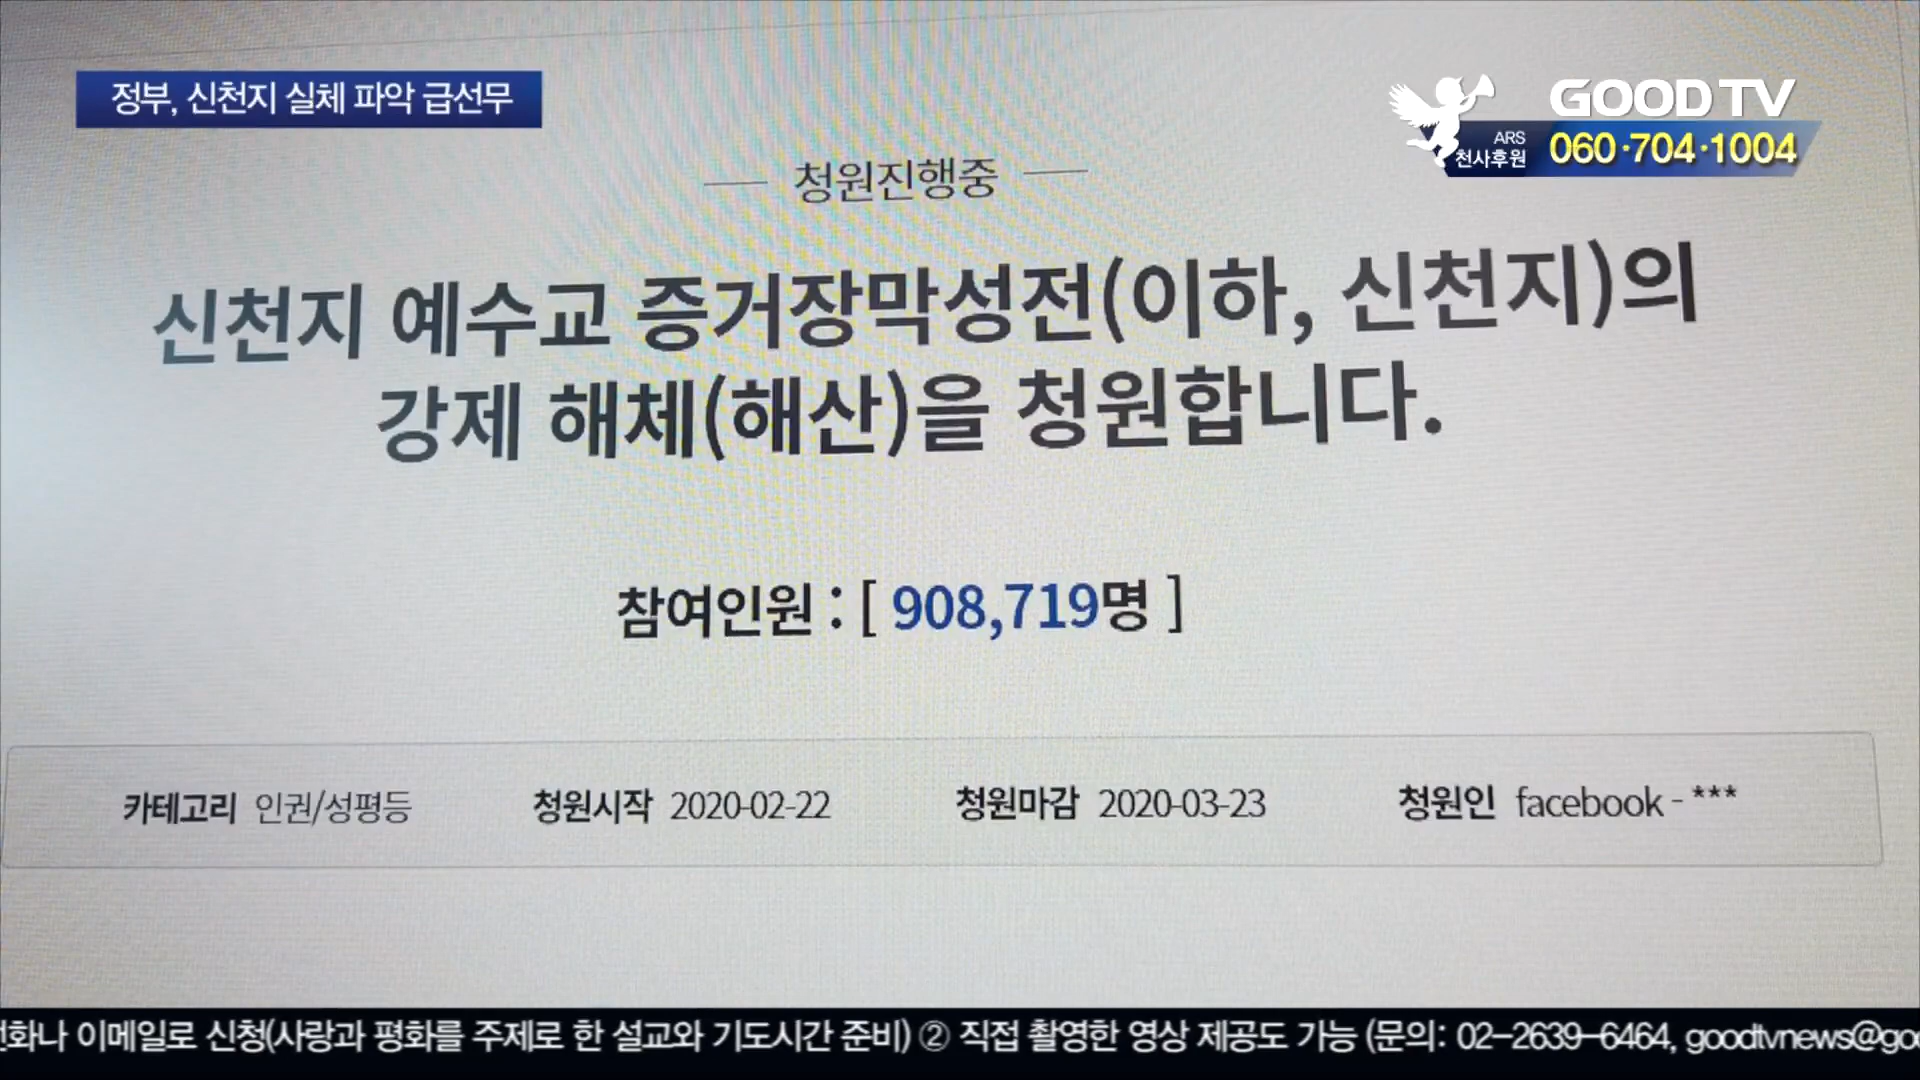 정부, 신천지 실체 파악 급선무
GOODTV
ARS
천사후원
060·704·1004
청원진행중
신천지 예수교 증거장막성전(이하, 신천지)의
강제 해체(해산)을 청원합니다.
참여인원 : [ 908,719명 ]
카테고리 인권/성평등 청원시작 2020-02-22 청원마감 2020-03-23 청원인 facebook - ***
이메일로 신청(사랑과 평화를 주제로 한 설교와 기도시간 준비) ② 직접 촬영한 영상 제공도 가능 (문의: 02-2639-6464,